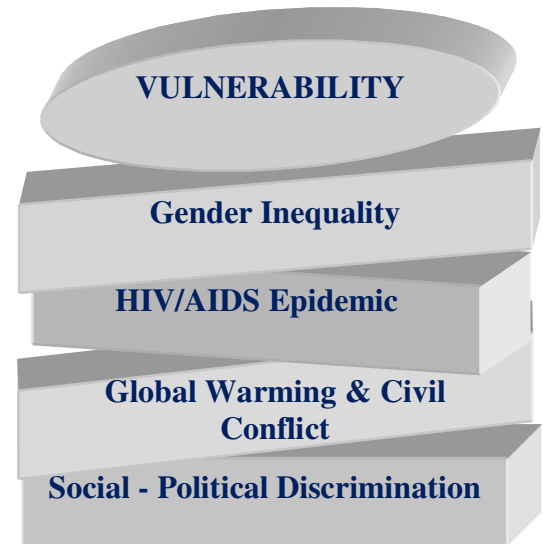 VULNERABILITY
Gender Inequality
HIV/AIDS Epidemic
Global Warming & Civil
Conflict
Social - Political Discrimination